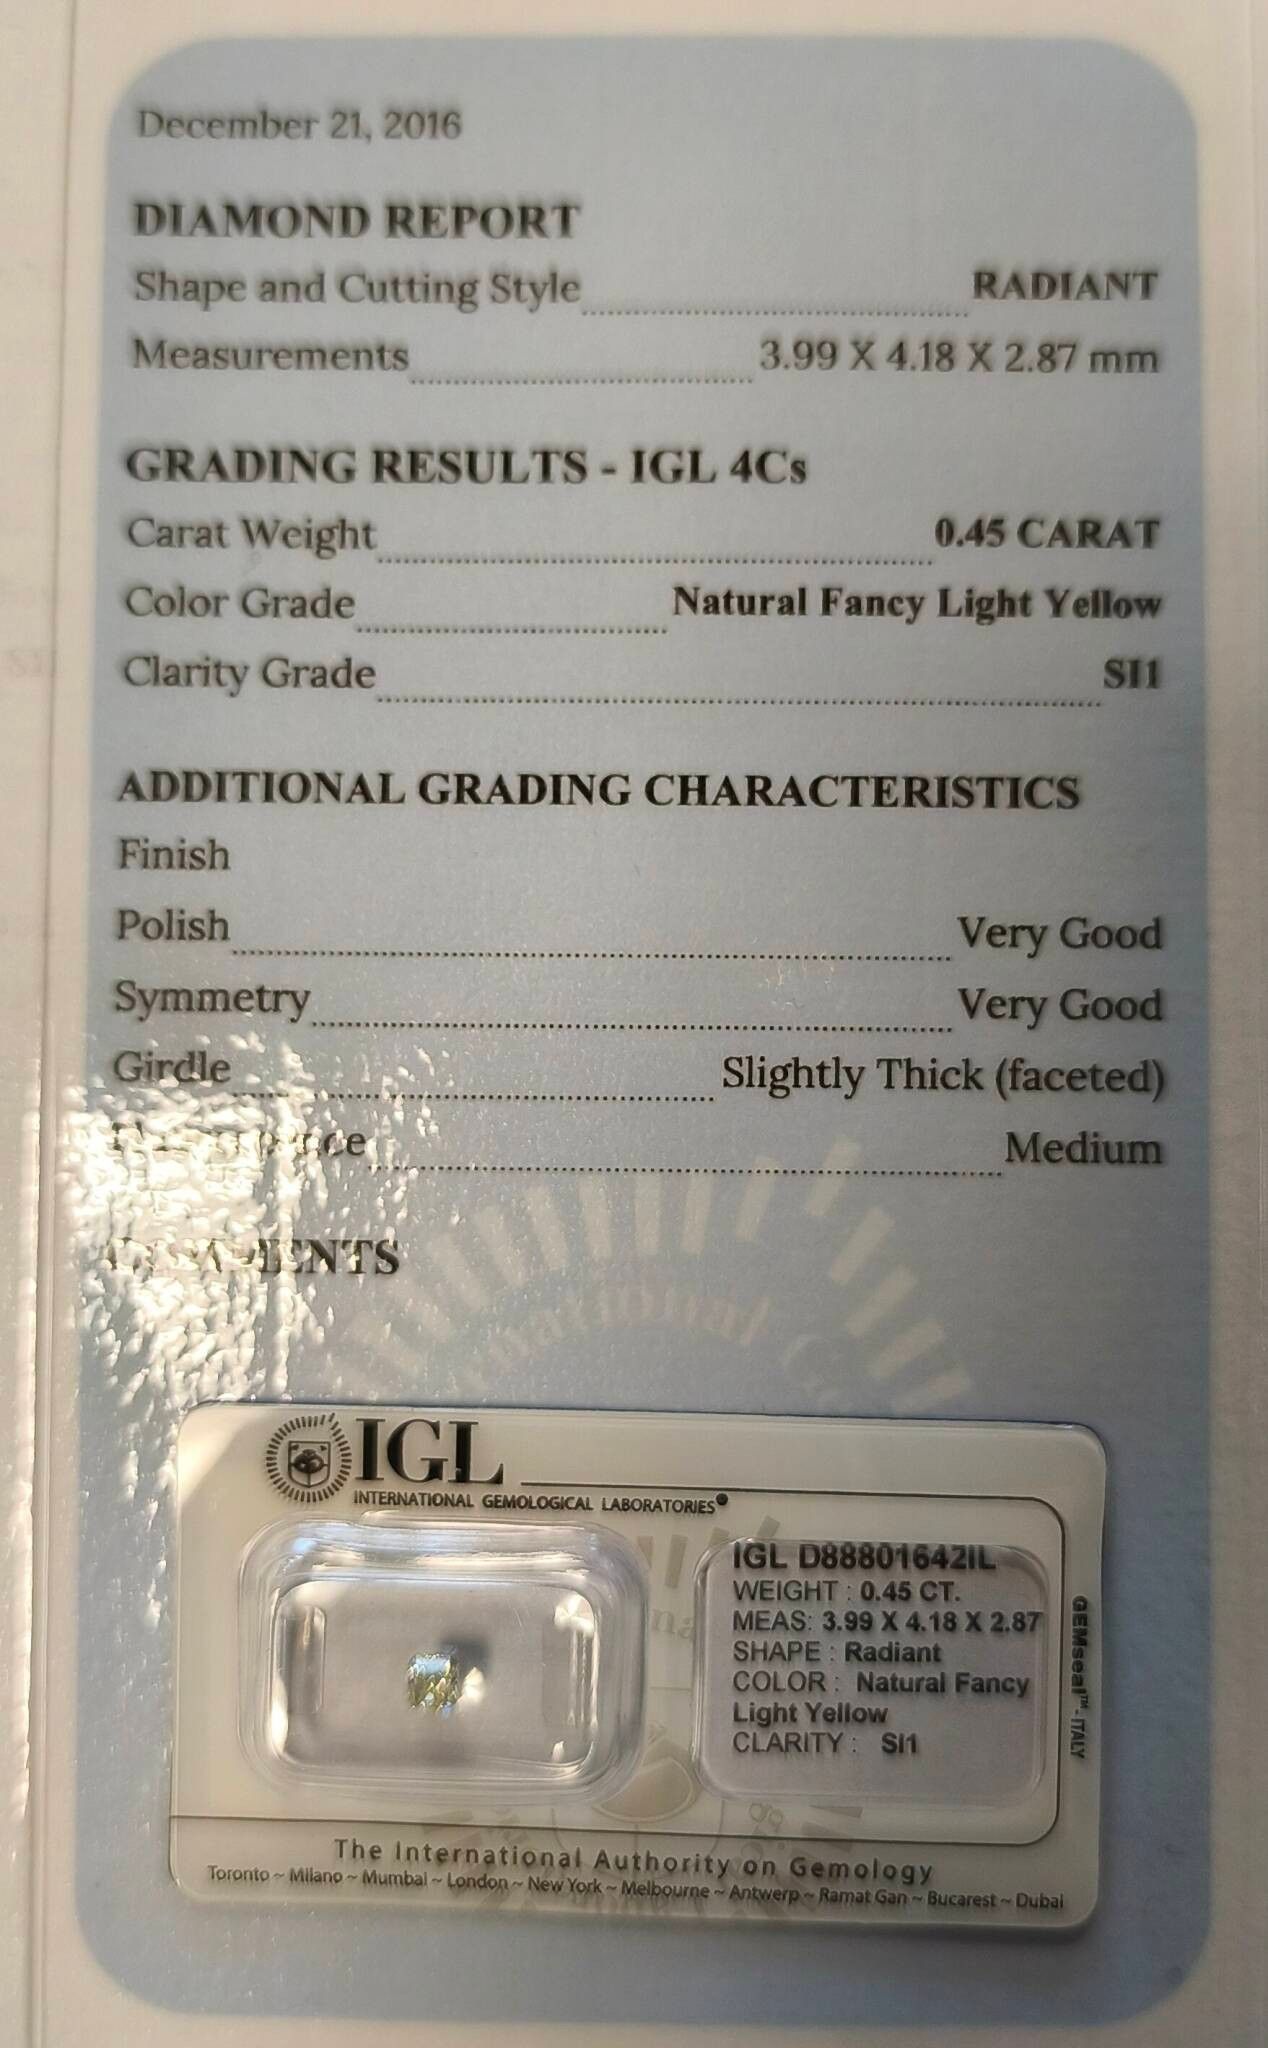 December 21, 2016
DIAMOND REPORT
Shape and Cutting Style RADIANT
Measurements 3.99 X 4.18 X 2.87 mm
GRADING RESULTS - IGL 4Cs
Carat Weight 0.45 CARAT
Color Grade Natural Fancy Light Yellow
Clarity Grade SI1
ADDITIONAL GRADING CHARACTERISTICS
Finish
Polish Very Good
Symmetry Very Good
Girdle Slightly Thick (faceted)
Medium
COMMENTS
IGL
INTERNATIONAL GEMOLOGICAL LABORATORIES®
IGL D88801642IL
WEIGHT : 0.45 CT.
MEAS: 3.99 X 4.18 X 2.87
SHAPE : Radiant
COLOR : Natural Fancy
Light Yellow
CLARITY : SI1
GEMseal™ - ITALY
The International Authority on Gemology
Toronto ~ Milano ~ Mumbai ~ London ~ New York ~ Melbourne ~ Antwerp ~ Ramat Gan ~ Bucarest ~ Dubai